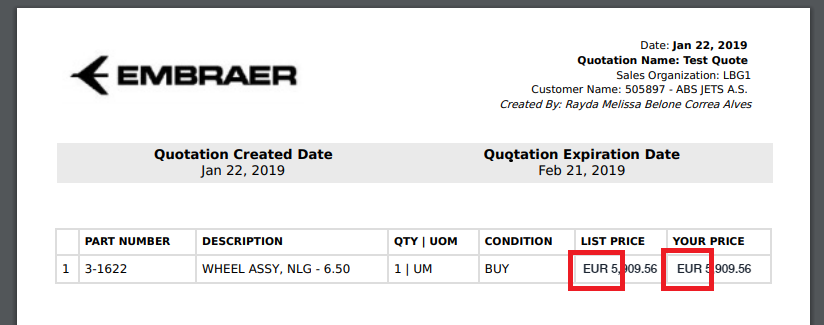 EMBRAER
Date: Jan 22, 2019
Quotation Name: Test Quote
Sales Organization: LBG1
Customer Name: 505897 - ABS JETS A.S.
Created By: Rayda Melissa Belone Correa Alves
Quotation Created Date
Jan 22, 2019
Quotation Expiration Date
Feb 21, 2019
PART NUMBER DESCRIPTION QTY | UOM CONDITION LIST PRICE YOUR PRICE
1 3-1622 WHEEL ASSY, NLG - 6.50 1 | UM BUY EUR 5,909.56 EUR 5,909.56